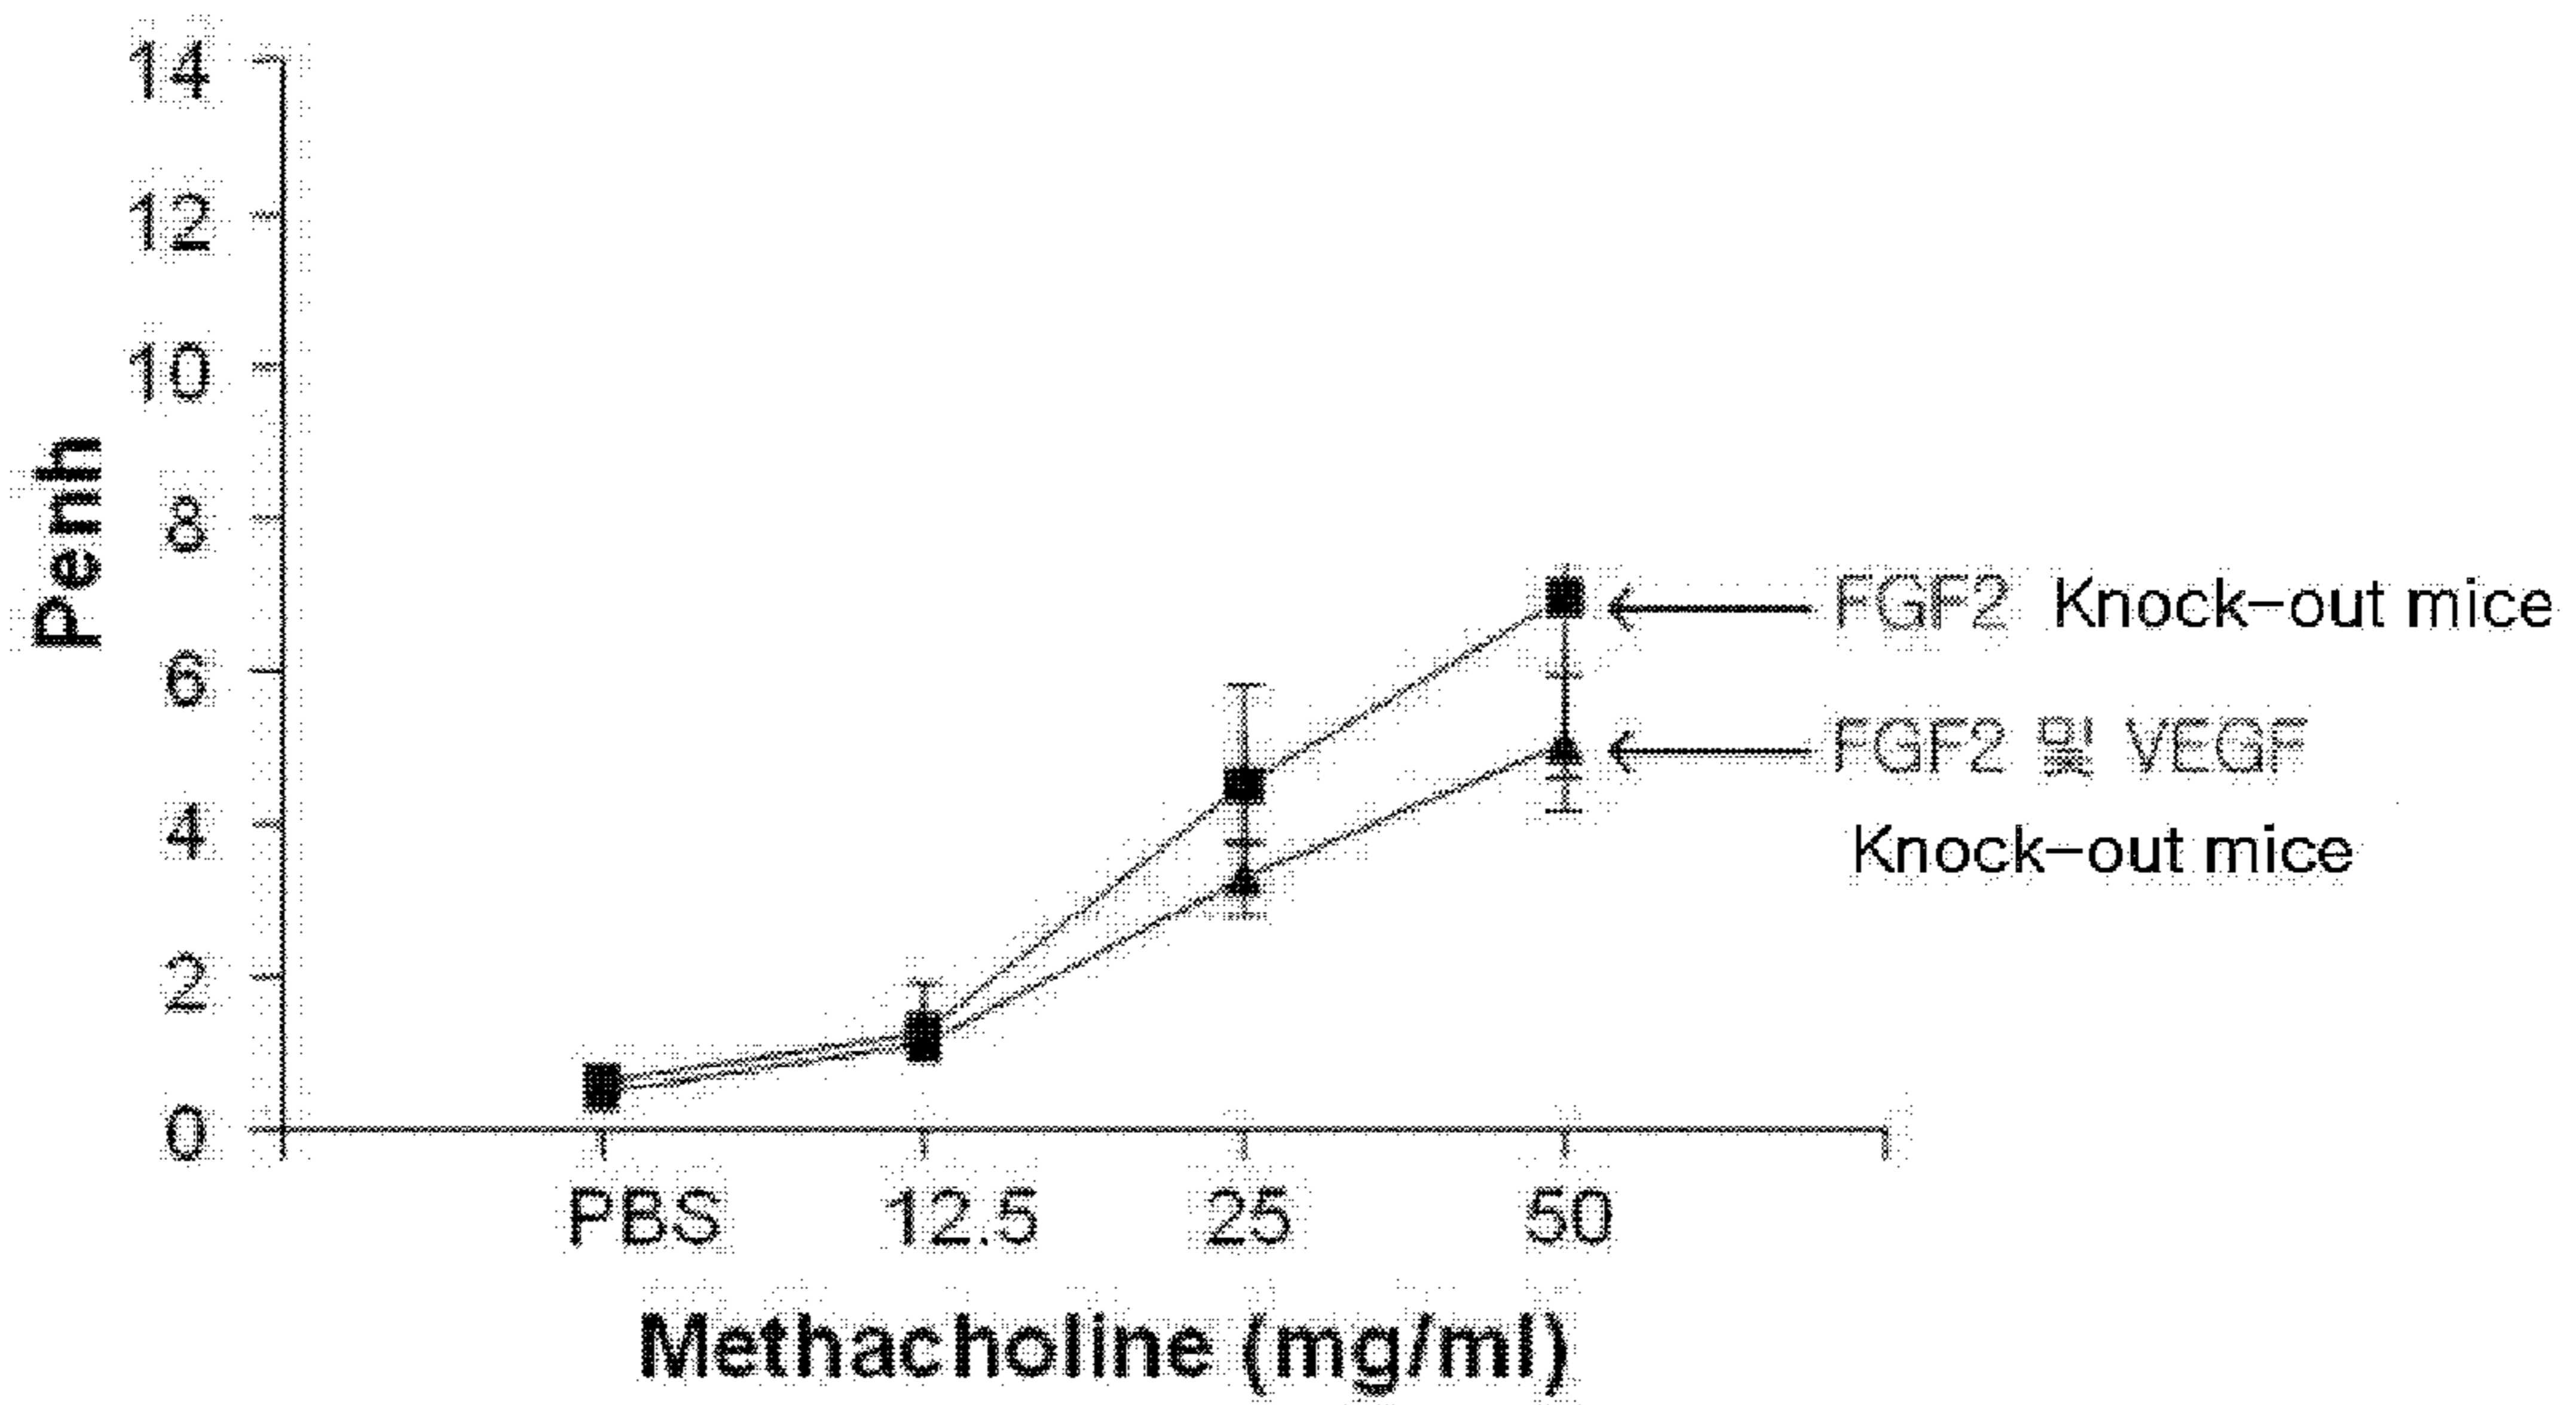 14
12
10
8
6
4
2
0
Penh
FGF2 Knock-out mice
FGF2 및 VEGF
Knock-out mice
PBS 12.5 25 50
Methacholine (mg/ml)